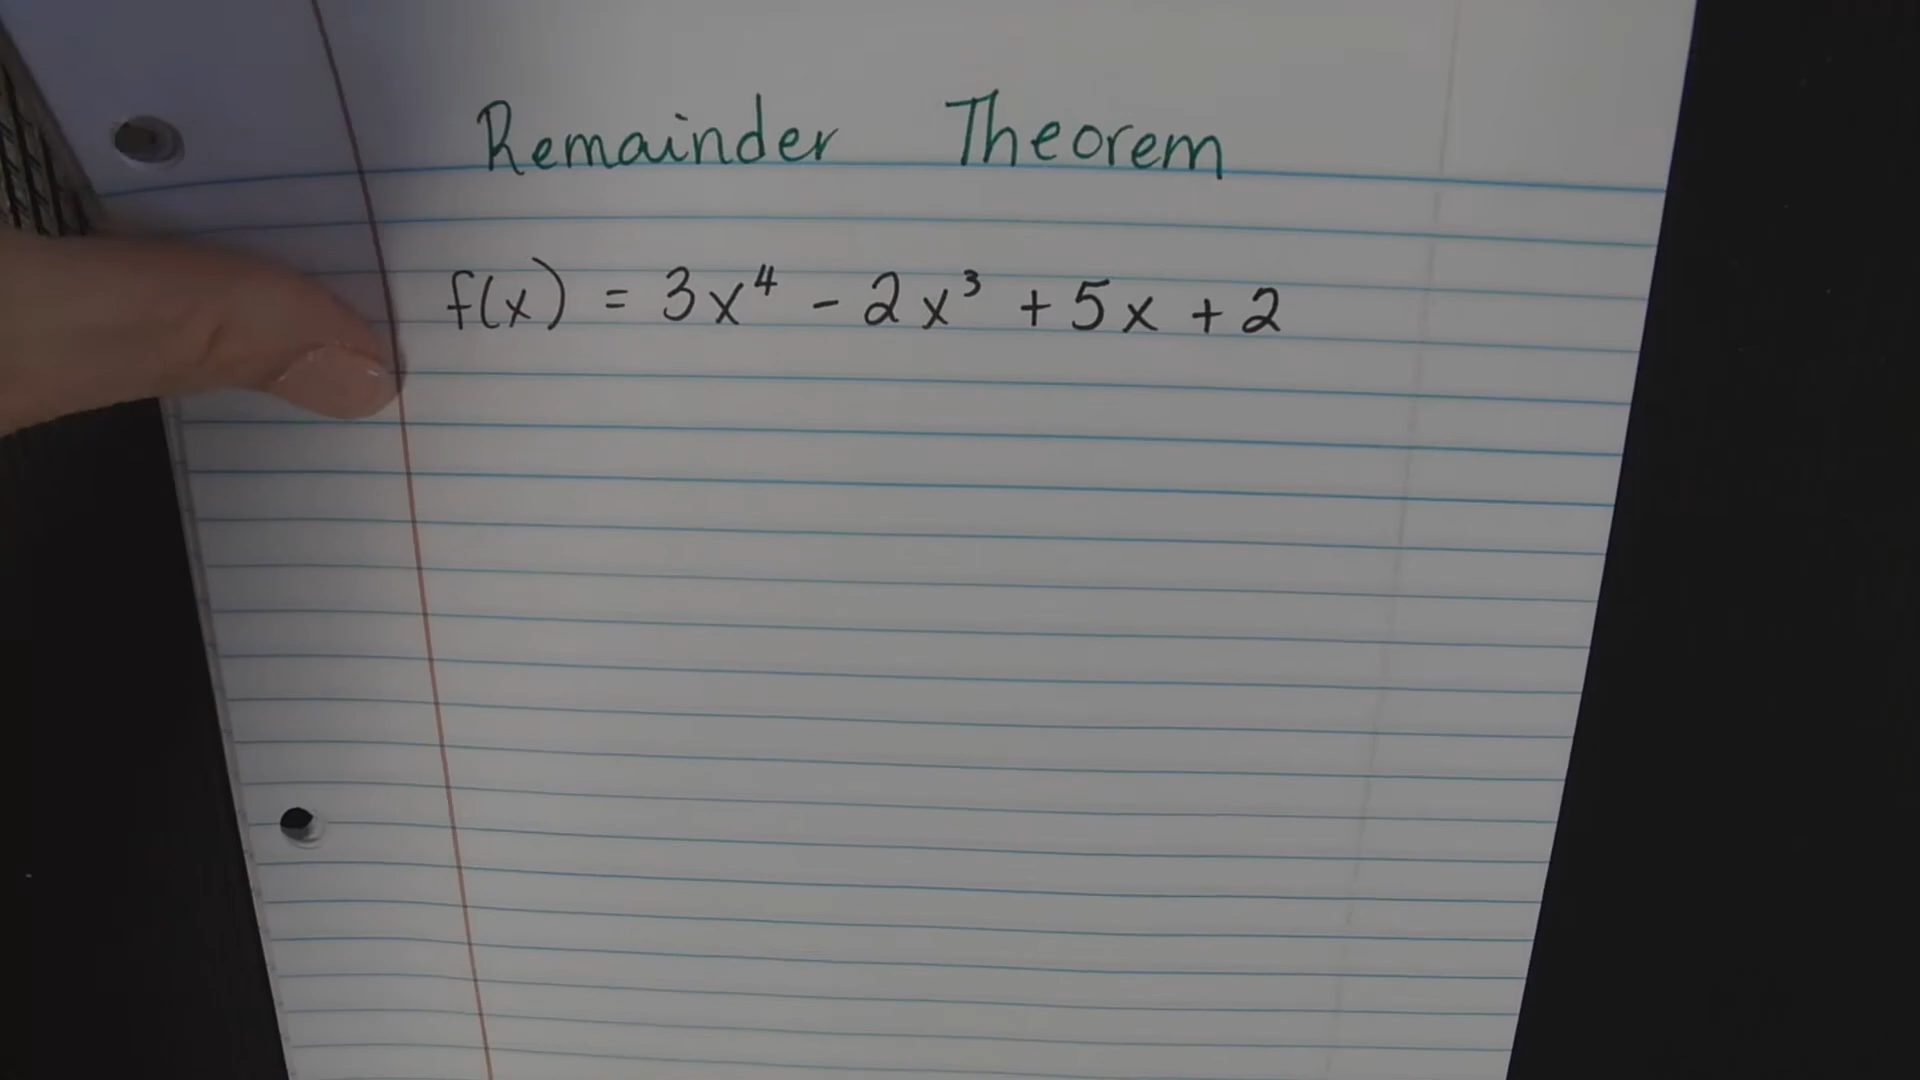 Remainder Theorem
f(x) = 3x⁴ - 2x³ + 5x + 2